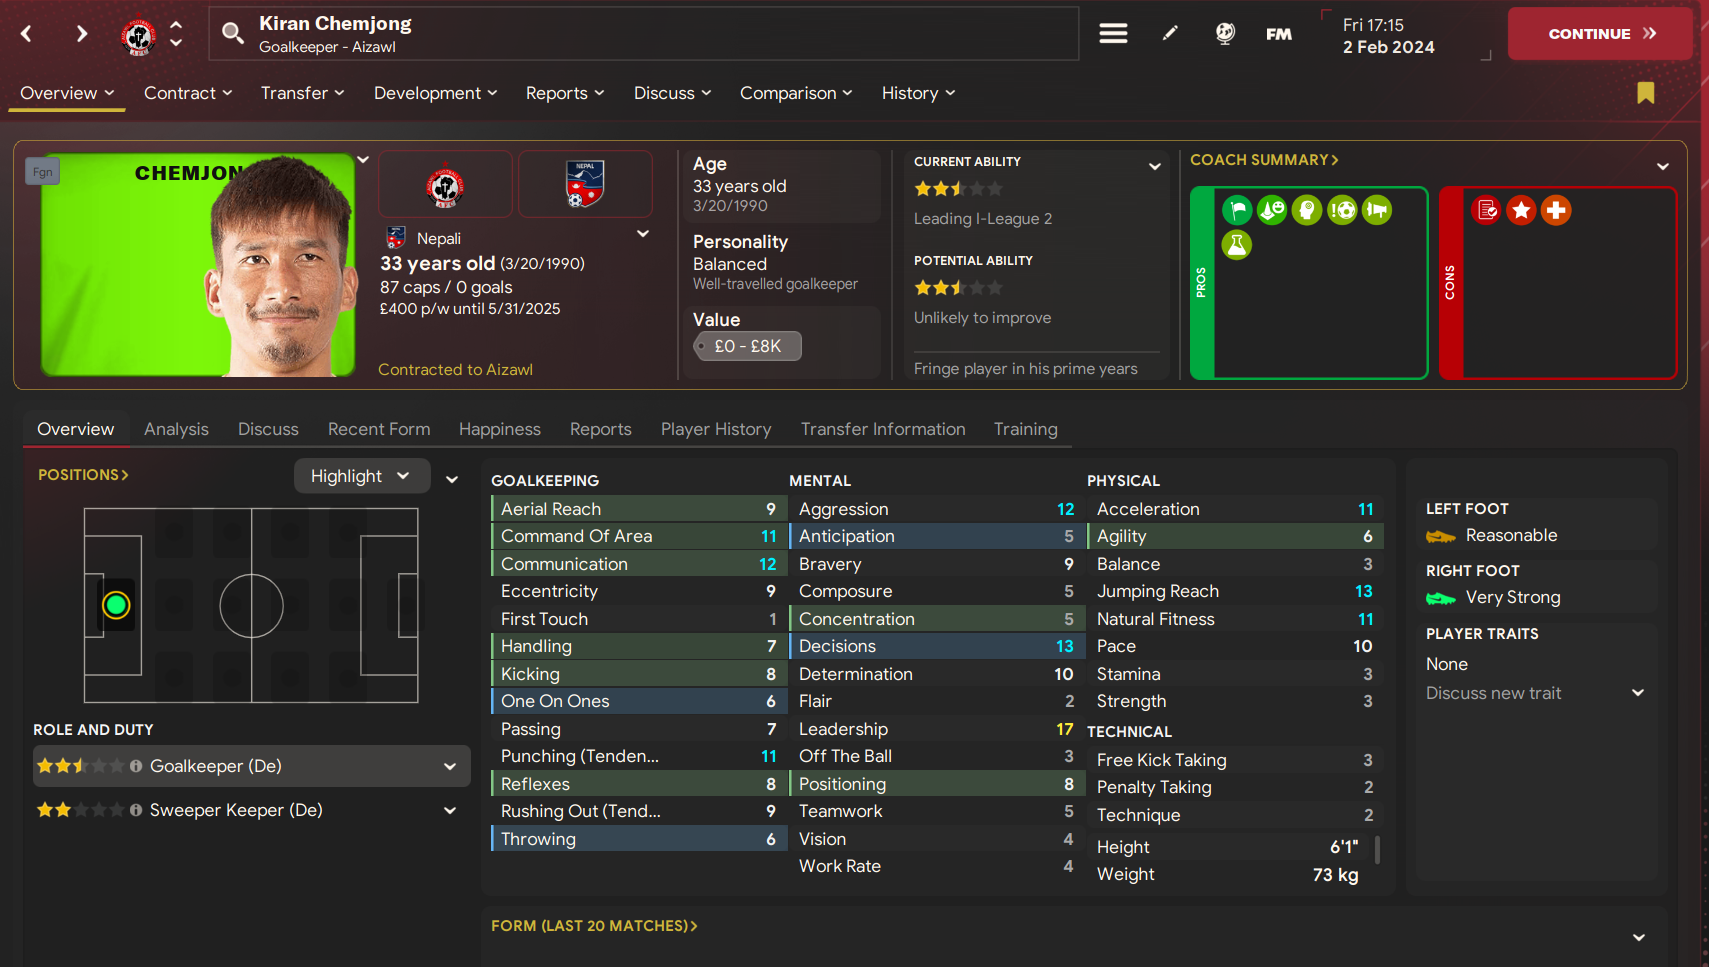 Kiran Chemjong
Goalkeeper - Aizawl
FM
Fri 17:15
2 Feb 2024
CONTINUE
Overview
Contract
Transfer
Development
Reports
Discuss
Comparison
History
Fgn
CHEMJON
NEPAL
Nepali
33 years old (3/20/1990)
87 caps / 0 goals
£400 p/w until 5/31/2025
Contracted to Aizawl
Age
33 years old
3/20/1990
Personality
Balanced
Well-travelled goalkeeper
Value
£0 - £8K
CURRENT ABILITY
Leading I-League 2
POTENTIAL ABILITY
Unlikely to improve
Fringe player in his prime years
COACH SUMMARY
PROS
CONS
Overview
Analysis
Discuss
Recent Form
Happiness
Reports
Player History
Transfer Information
Training
POSITIONS
Highlight
ROLE AND DUTY
Goalkeeper (De)
Sweeper Keeper (De)
GOALKEEPING
Aerial Reach 9
Command Of Area 11
Communication 12
Eccentricity 9
First Touch 1
Handling 7
Kicking 8
One On Ones 6
Passing 7
Punching (Tenden... 11
Reflexes 8
Rushing Out (Tend... 9
Throwing 6
MENTAL
Aggression 12
Anticipation 5
Bravery 9
Composure 5
Concentration 5
Decisions 13
Determination 10
Flair 2
Leadership 17
Off The Ball 3
Positioning 8
Teamwork 5
Vision 4
Work Rate 4
PHYSICAL
Acceleration 11
Agility 6
Balance 3
Jumping Reach 13
Natural Fitness 11
Pace 10
Stamina 3
Strength 3
TECHNICAL
Free Kick Taking 3
Penalty Taking 2
Technique 2
Height 6'1"
Weight 73 kg
LEFT FOOT
Reasonable
RIGHT FOOT
Very Strong
PLAYER TRAITS
None
Discuss new trait
FORM (LAST 20 MATCHES)